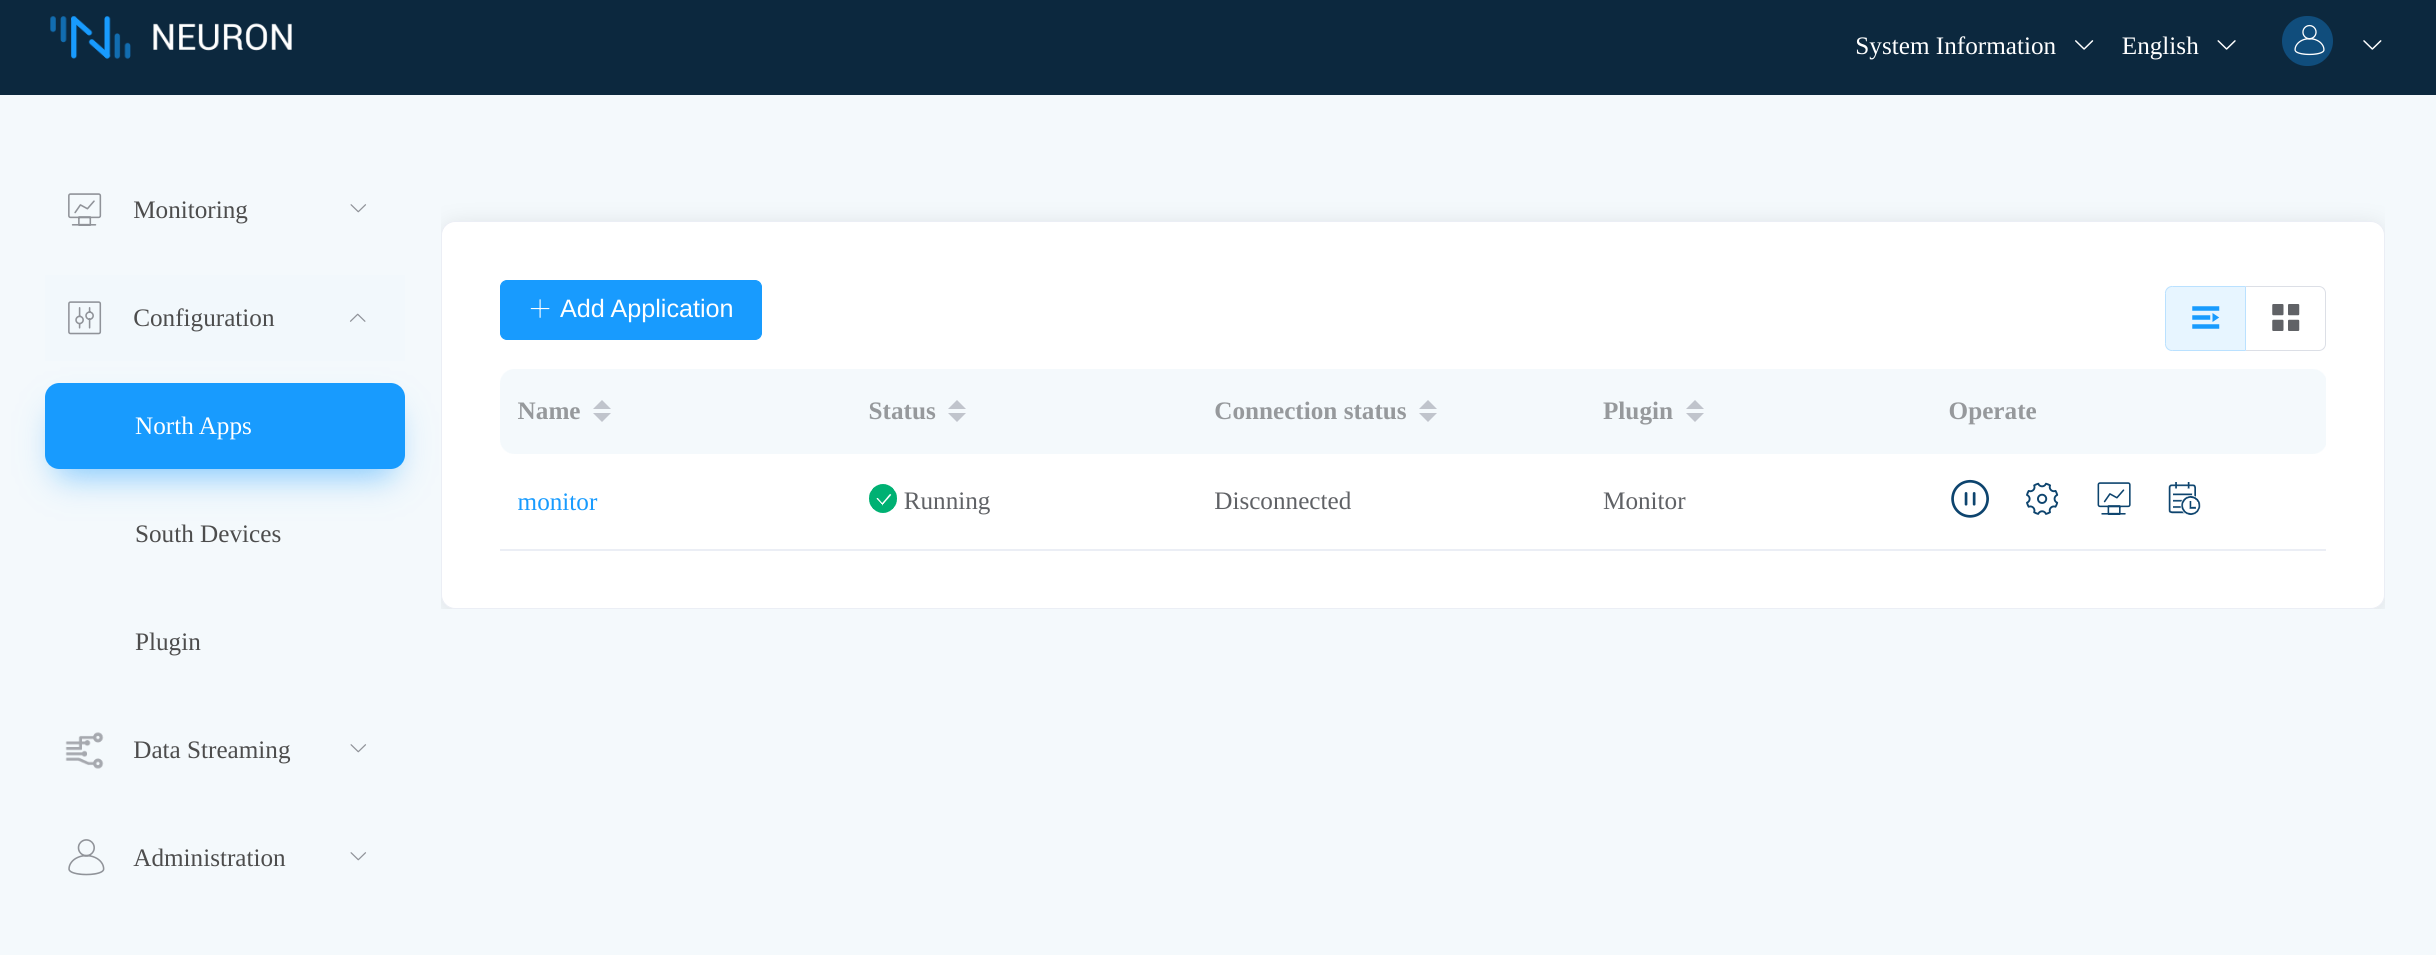 NEURON
System Information
English
Monitoring
Configuration
North Apps
South Devices
Plugin
Data Streaming
Administration
Add Application
Name Status Connection status Plugin Operate
monitor Running Disconnected Monitor